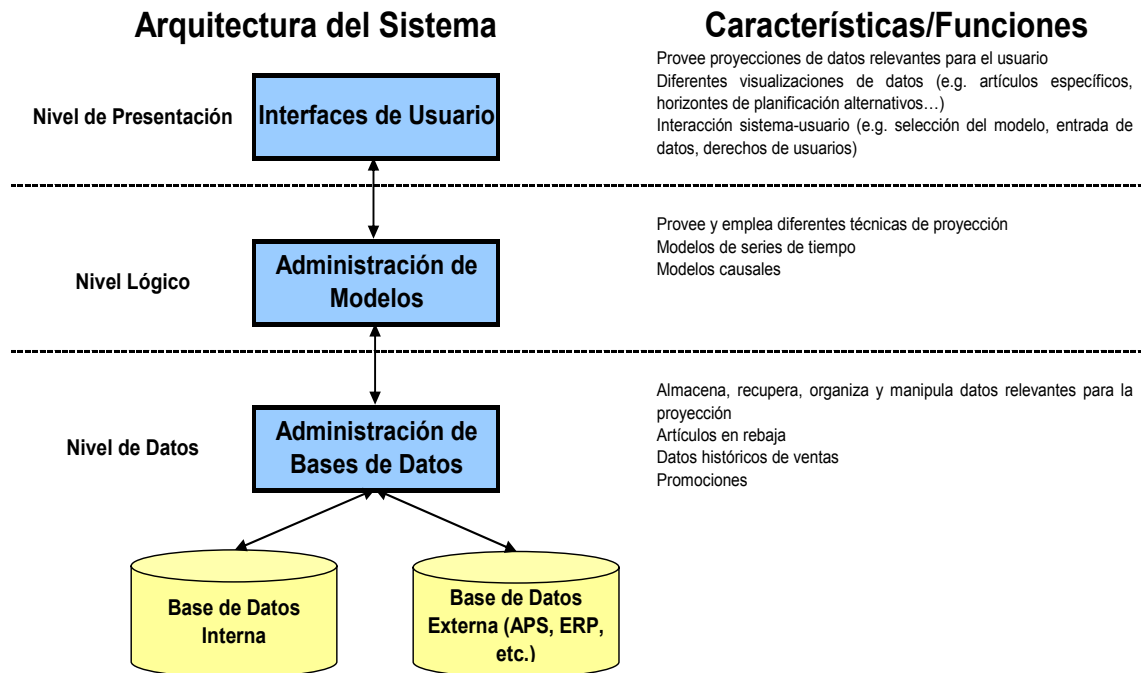 Arquitectura del Sistema
Características/Funciones
Nivel de Presentación
Interfaces de Usuario
Provee proyecciones de datos relevantes para el usuario
Diferentes visualizaciones de datos (e.g. artículos específicos,
horizontes de planificación alternativos…)
Interacción sistema-usuario (e.g. selección del modelo, entrada de
datos, derechos de usuarios)
Nivel Lógico
Administración de
Modelos
Provee y emplea diferentes técnicas de proyección
Modelos de series de tiempo
Modelos causales
Nivel de Datos
Administración de
Bases de Datos
Almacena, recupera, organiza y manipula datos relevantes para la
proyección
Artículos en rebaja
Datos históricos de ventas
Promociones
Base de Datos
Interna
Base de Datos
Externa (APS, ERP,
etc.)